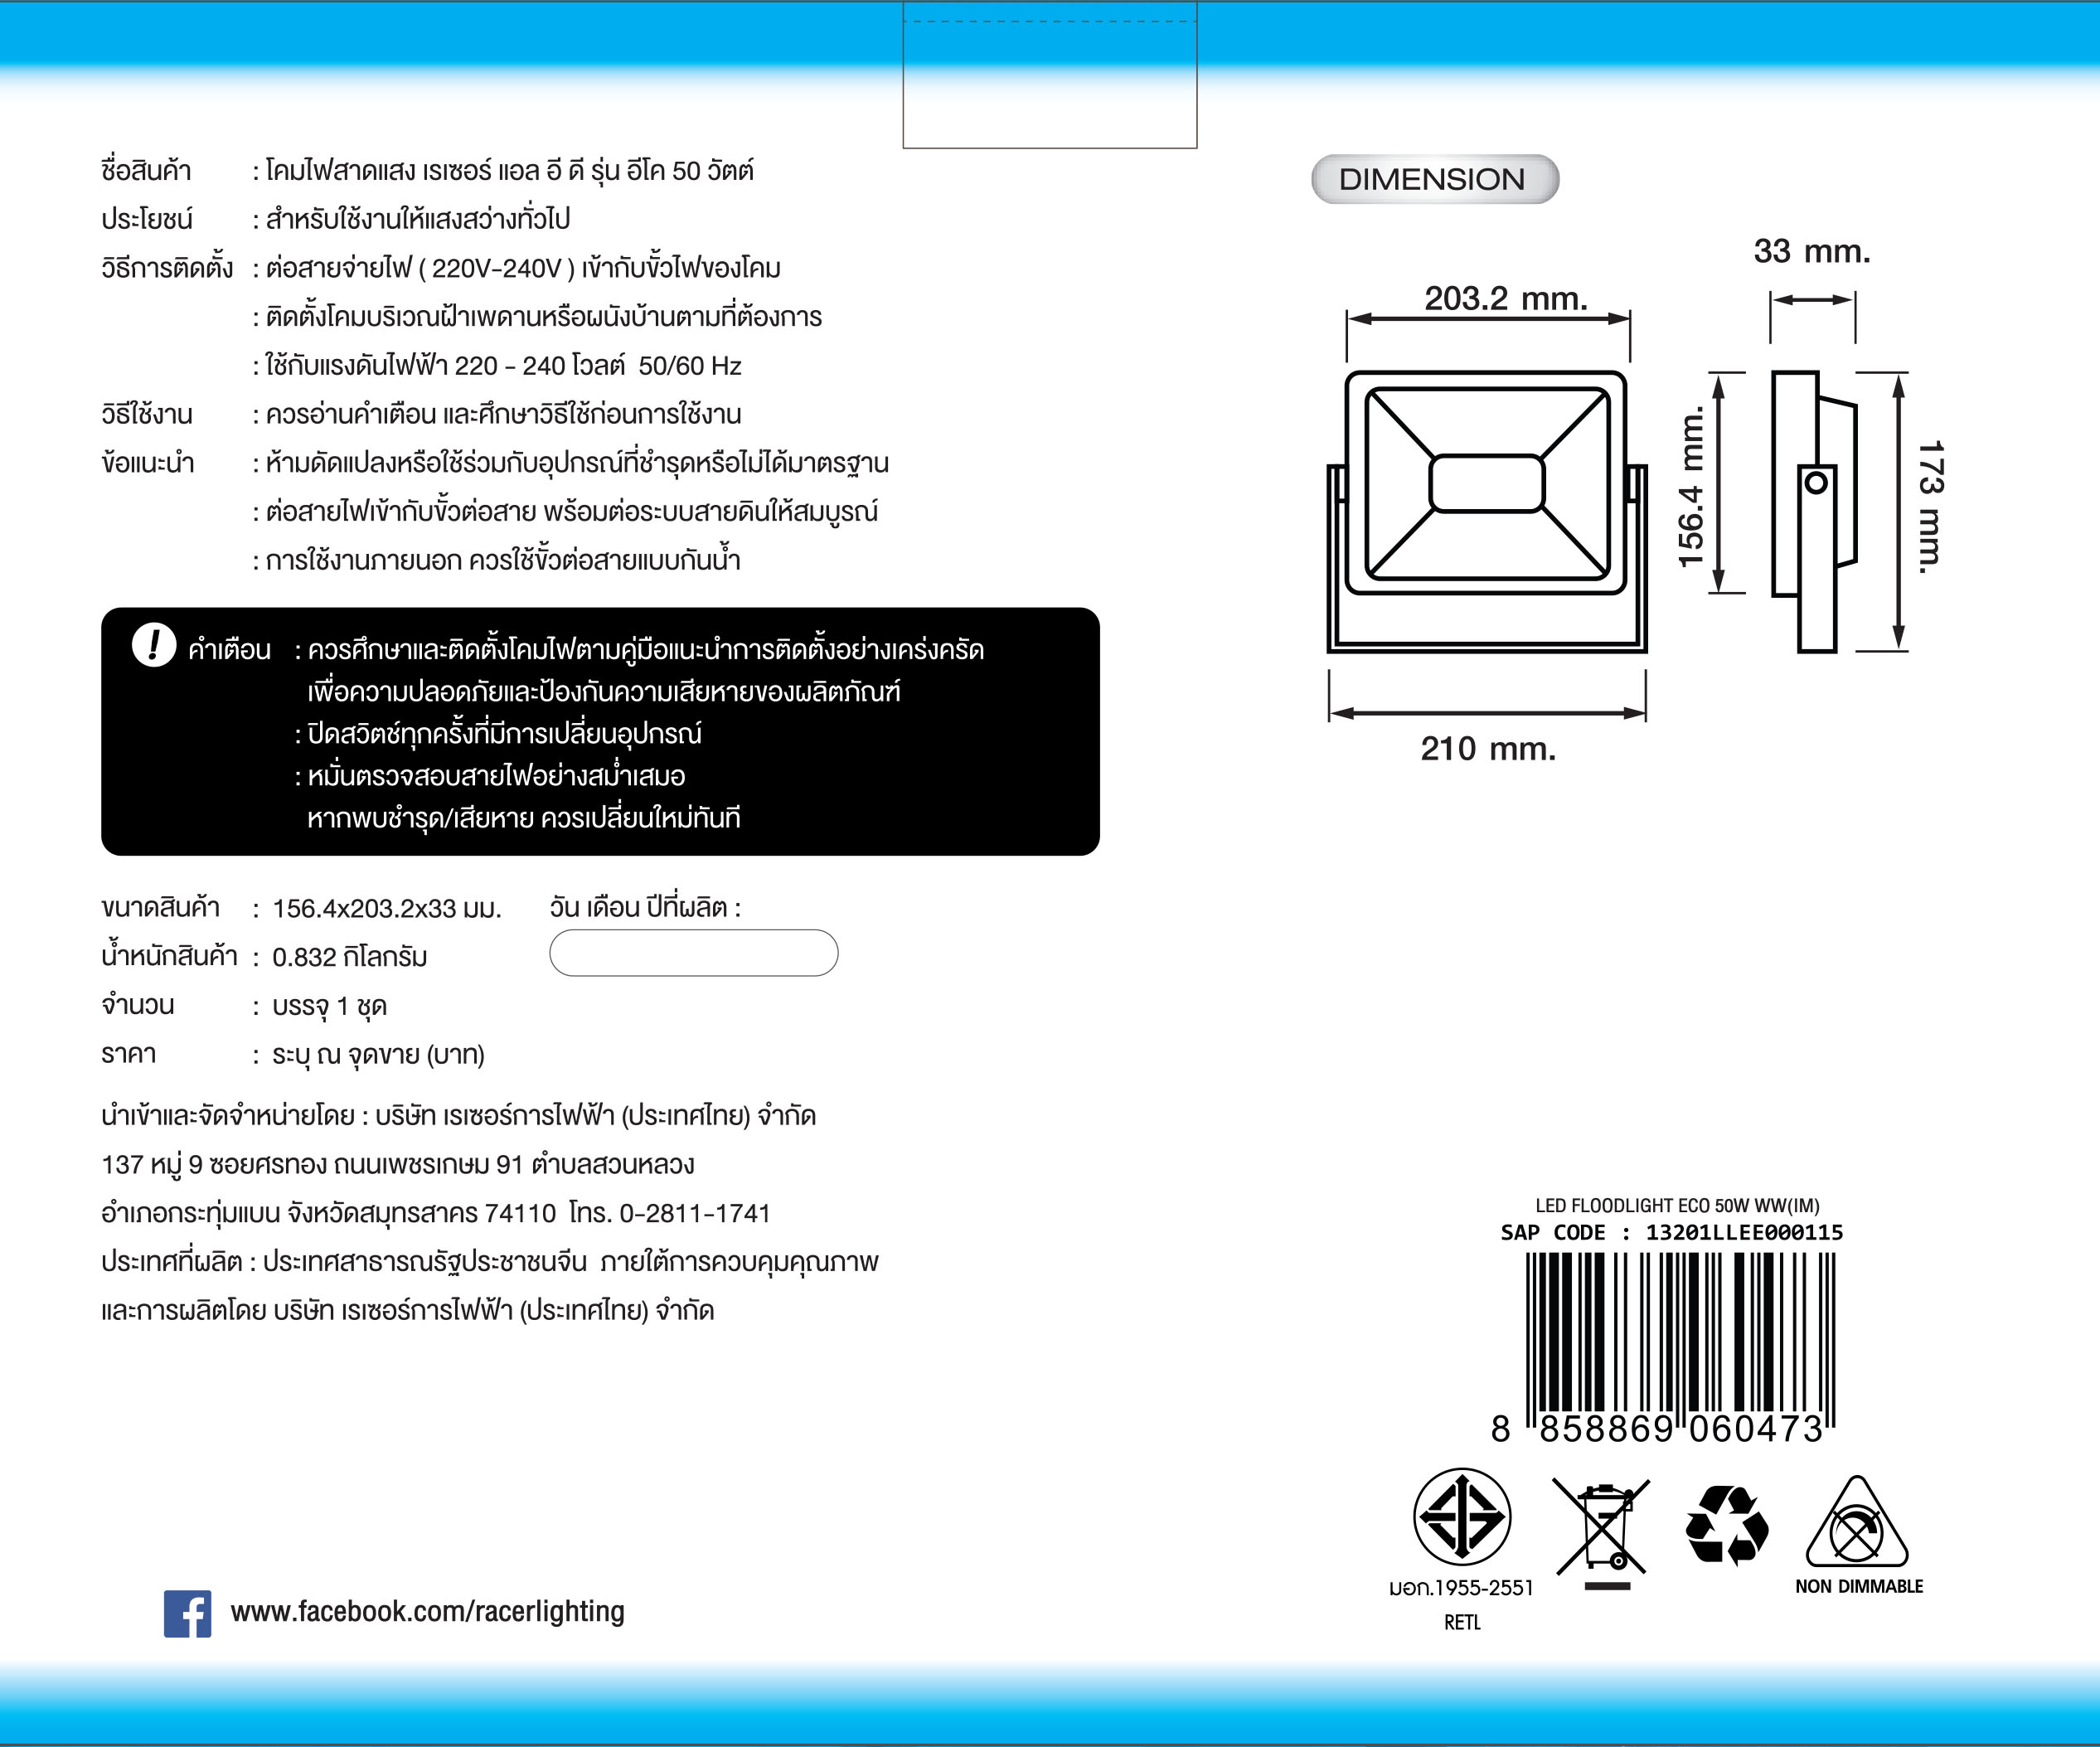 ชื่อสินค้า : โคมไฟสาดแสง เรเซอร์ แอล อี ดี รุ่น อีโค 50 วัตต์
ประโยชน์ : สำหรับใช้งานให้แสงสว่างทั่วไป
วิธีการติดตั้ง : ต่อสายจ่ายไฟ ( 220V-240V ) เข้ากับขั้วไฟของโคม
: ติดตั้งโคมบริเวณฝ้าเพดานหรือผนังบ้านตามที่ต้องการ
: ใช้กับแรงดันไฟฟ้า 220 - 240 โวลต์ 50/60 Hz
วิธีใช้งาน : ควรอ่านคำเตือน และศึกษาวิธีใช้ก่อนการใช้งาน
ข้อแนะนำ : ห้ามดัดแปลงหรือใช้ร่วมกับอุปกรณ์ที่ชำรุดหรือไม่ได้มาตรฐาน
: ต่อสายไฟเข้ากับขั้วต่อสาย พร้อมต่อระบบสายดินให้สมบูรณ์
: การใช้งานภายนอก ควรใช้ขั้วต่อสายแบบกันน้ำ
! คำเตือน : ควรศึกษาและติดตั้งโคมไฟตามคู่มือแนะนำการติดตั้งอย่างเคร่งครัด
เพื่อความปลอดภัยและป้องกันความเสียหายของผลิตภัณฑ์
: ปิดสวิตช์ทุกครั้งที่มีการเปลี่ยนอุปกรณ์
: หมั่นตรวจสอบสายไฟอย่างสม่ำเสมอ
หากพบชำรุด/เสียหาย ควรเปลี่ยนใหม่ทันที
ขนาดสินค้า : 156.4x203.2x33 มม. วัน เดือน ปีที่ผลิต :
น้ำหนักสินค้า : 0.832 กิโลกรัม
จำนวน : บรรจุ 1 ชุด
ราคา : ระบุ ณ จุดขาย (บาท)
นำเข้าและจัดจำหน่ายโดย : บริษัท เรเซอร์การไฟฟ้า (ประเทศไทย) จำกัด
137 หมู่ 9 ซอยศรทอง ถนนเพชรเกษม 91 ตำบลสวนหลวง
อำเภอกระทุ่มแบน จังหวัดสมุทรสาคร 74110 โทร. 0-2811-1741
ประเทศที่ผลิต : ประเทศสาธารณรัฐประชาชนจีน ภายใต้การควบคุมคุณภาพ
และการผลิตโดย บริษัท เรเซอร์การไฟฟ้า (ประเทศไทย) จำกัด
www.facebook.com/racerlighting
DIMENSION
33 mm.
203.2 mm.
156.4 mm.
173 mm.
210 mm.
LED FLOODLIGHT ECO 50W WW(IM)
SAP CODE : 13201LLEE000115
8 858869 060473
มอก.1955-2551
RETL
NON DIMMABLE